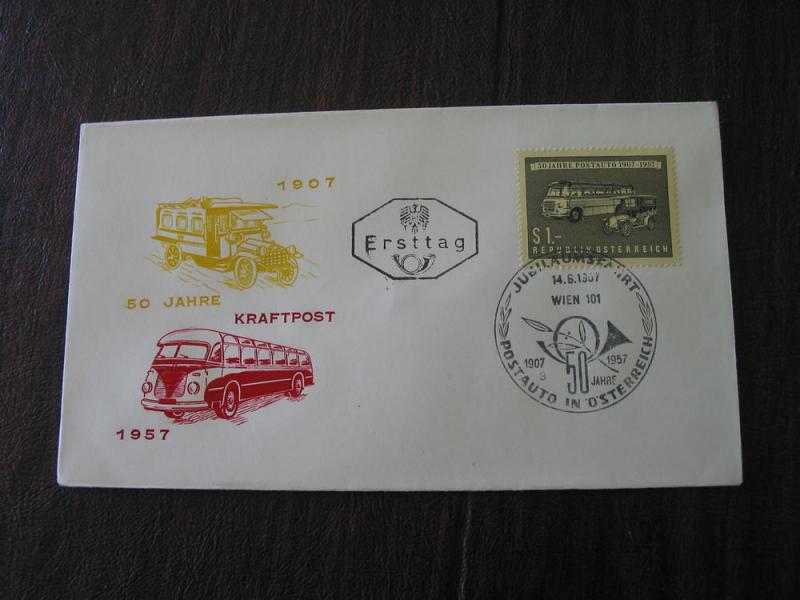 1907
50 JAHRE
KRAFTPOST
1957
Ersttag
50 JAHRE POSTAUTO 1907-1957
S1.-
REPUBLIK ÖSTERREICH
JUBILÄUMSFAHRT
14.6.1957
WIEN 101
1907 1957
8
50
JAHRE
POSTAUTO IN ÖSTERREICH